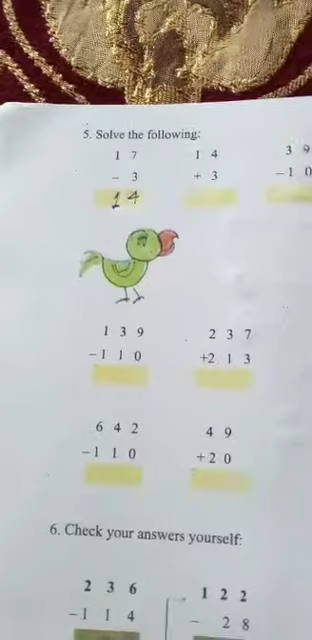 5. Solve the following:
1 7 1 4 3 9
- 3 + 3 - 1 0
14
1 3 9 2 3 7
- 1 1 0 + 2 1 3
6 4 2 4 9
- 1 1 0 + 2 0
6. Check your answers yourself:
2 3 6 1 2 2
- 1 1 4 - 2 8